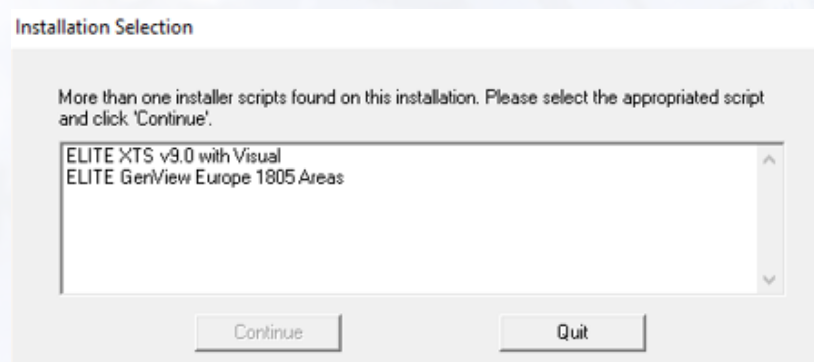 Installation Selection
More than one installer scripts found on this installation. Please select the appropriated script
and click 'Continue'.
ELITE XTS v9.0 with Visual
ELITE GenView Europe 1805 Areas
Continue
Quit